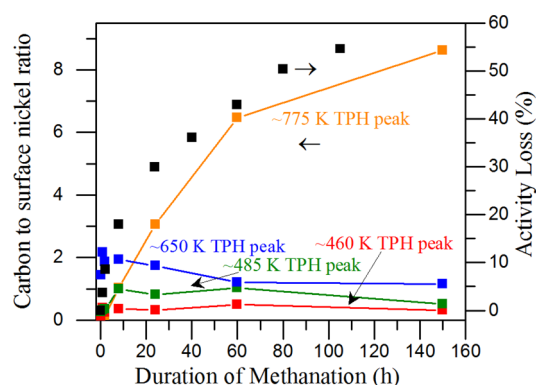 Carbon to surface nickel ratio
8
6
4
2
0
60
50
40
30
20
10
0
Activity Loss (%)
→
~775 K TPH peak
←
~650 K TPH peak
~460 K TPH peak
~485 K TPH peak
0 20 40 60 80 100 120 140 160
Duration of Methanation (h)